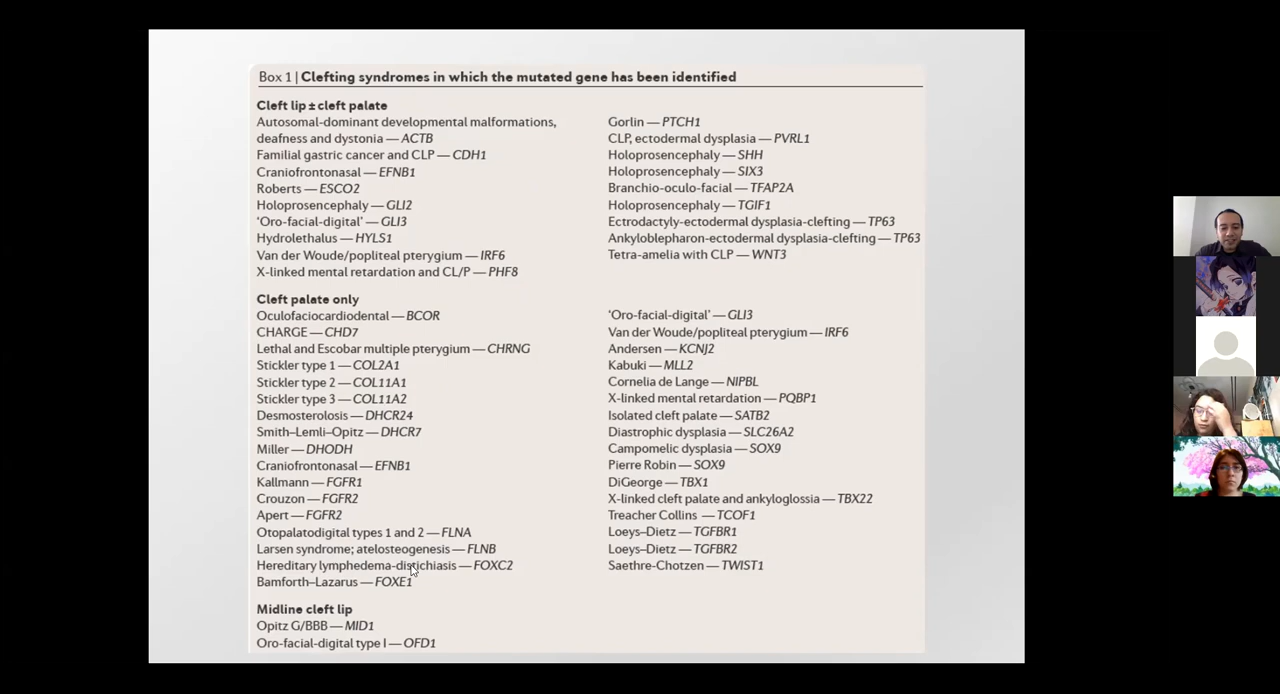 Box 1 | Clefting syndromes in which the mutated gene has been identified
Cleft lip ± cleft palate
Autosomal-dominant developmental malformations,
deafness and dystonia — ACTB
Familial gastric cancer and CLP — CDH1
Craniofrontonasal — EFNB1
Roberts — ESCO2
Holoprosencephaly — GLI2
‘Oro-facial-digital’ — GLI3
Hydrolethalus — HYLS1
Van der Woude/popliteal pterygium — IRF6
X-linked mental retardation and CL/P — PHF8
Gorlin — PTCH1
CLP, ectodermal dysplasia — PVRL1
Holoprosencephaly — SHH
Holoprosencephaly — SIX3
Branchio-oculo-facial — TFAP2A
Holoprosencephaly — TGIF1
Ectrodactyly-ectodermal dysplasia-clefting — TP63
Ankyloblepharon-ectodermal dysplasia-clefting — TP63
Tetra-amelia with CLP — WNT3
Cleft palate only
Oculofaciocardiodental — BCOR
CHARGE — CHD7
Lethal and Escobar multiple pterygium — CHRNG
Stickler type 1 — COL2A1
Stickler type 2 — COL11A1
Stickler type 3 — COL11A2
Desmosterolosis — DHCR24
Smith–Lemli–Opitz — DHCR7
Miller — DHODH
Craniofrontonasal — EFNB1
Kallmann — FGFR1
Crouzon — FGFR2
Apert — FGFR2
Otopalatodigital types 1 and 2 — FLNA
Larsen syndrome; atelosteogenesis — FLNB
Hereditary lymphedema-distichiasis — FOXC2
Bamforth–Lazarus — FOXE1
‘Oro-facial-digital’ — GLI3
Van der Woude/popliteal pterygium — IRF6
Andersen — KCNJ2
Kabuki — MLL2
Cornelia de Lange — NIPBL
X-linked mental retardation — PQBP1
Isolated cleft palate — SATB2
Diastrophic dysplasia — SLC26A2
Campomelic dysplasia — SOX9
Pierre Robin — SOX9
DiGeorge — TBX1
X-linked cleft palate and ankyloglossia — TBX22
Treacher Collins — TCOF1
Loeys–Dietz — TGFBR1
Loeys–Dietz — TGFBR2
Saethre-Chotzen — TWIST1
Midline cleft lip
Opitz G/BBB — MID1
Oro-facial-digital type I — OFD1